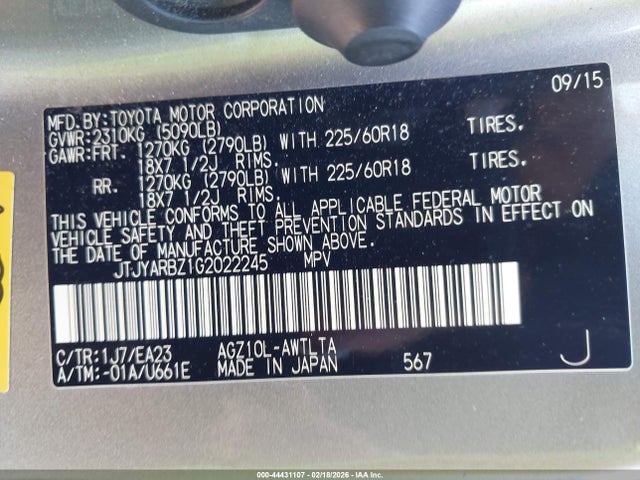 09/15
MFD.BY:TOYOTA MOTOR CORPORATION
GVWR:2310KG (5090LB)
GAWR:FRT. 1270KG (2790LB) WITH 225/60R18 TIRES.
18X7 1/2J RIMS.
RR. 1270KG (2790LB) WITH 225/60R18 TIRES.
18X7 1/2J RIMS.
THIS VEHICLE CONFORMS TO ALL APPLICABLE FEDERAL MOTOR
VEHICLE SAFETY AND THEFT PREVENTION STANDARDS IN EFFECT ON
THE DATE OF MANUFACTURE SHOWN ABOVE.
JTJYARBZ1G2022245 MPV
C/TR:1J7/EA23 AGZ10L-AWTLTA
A/TM:-01A/U661E MADE IN JAPAN 567 J
000-44431107 - 02/18/2026 - IAA Inc.